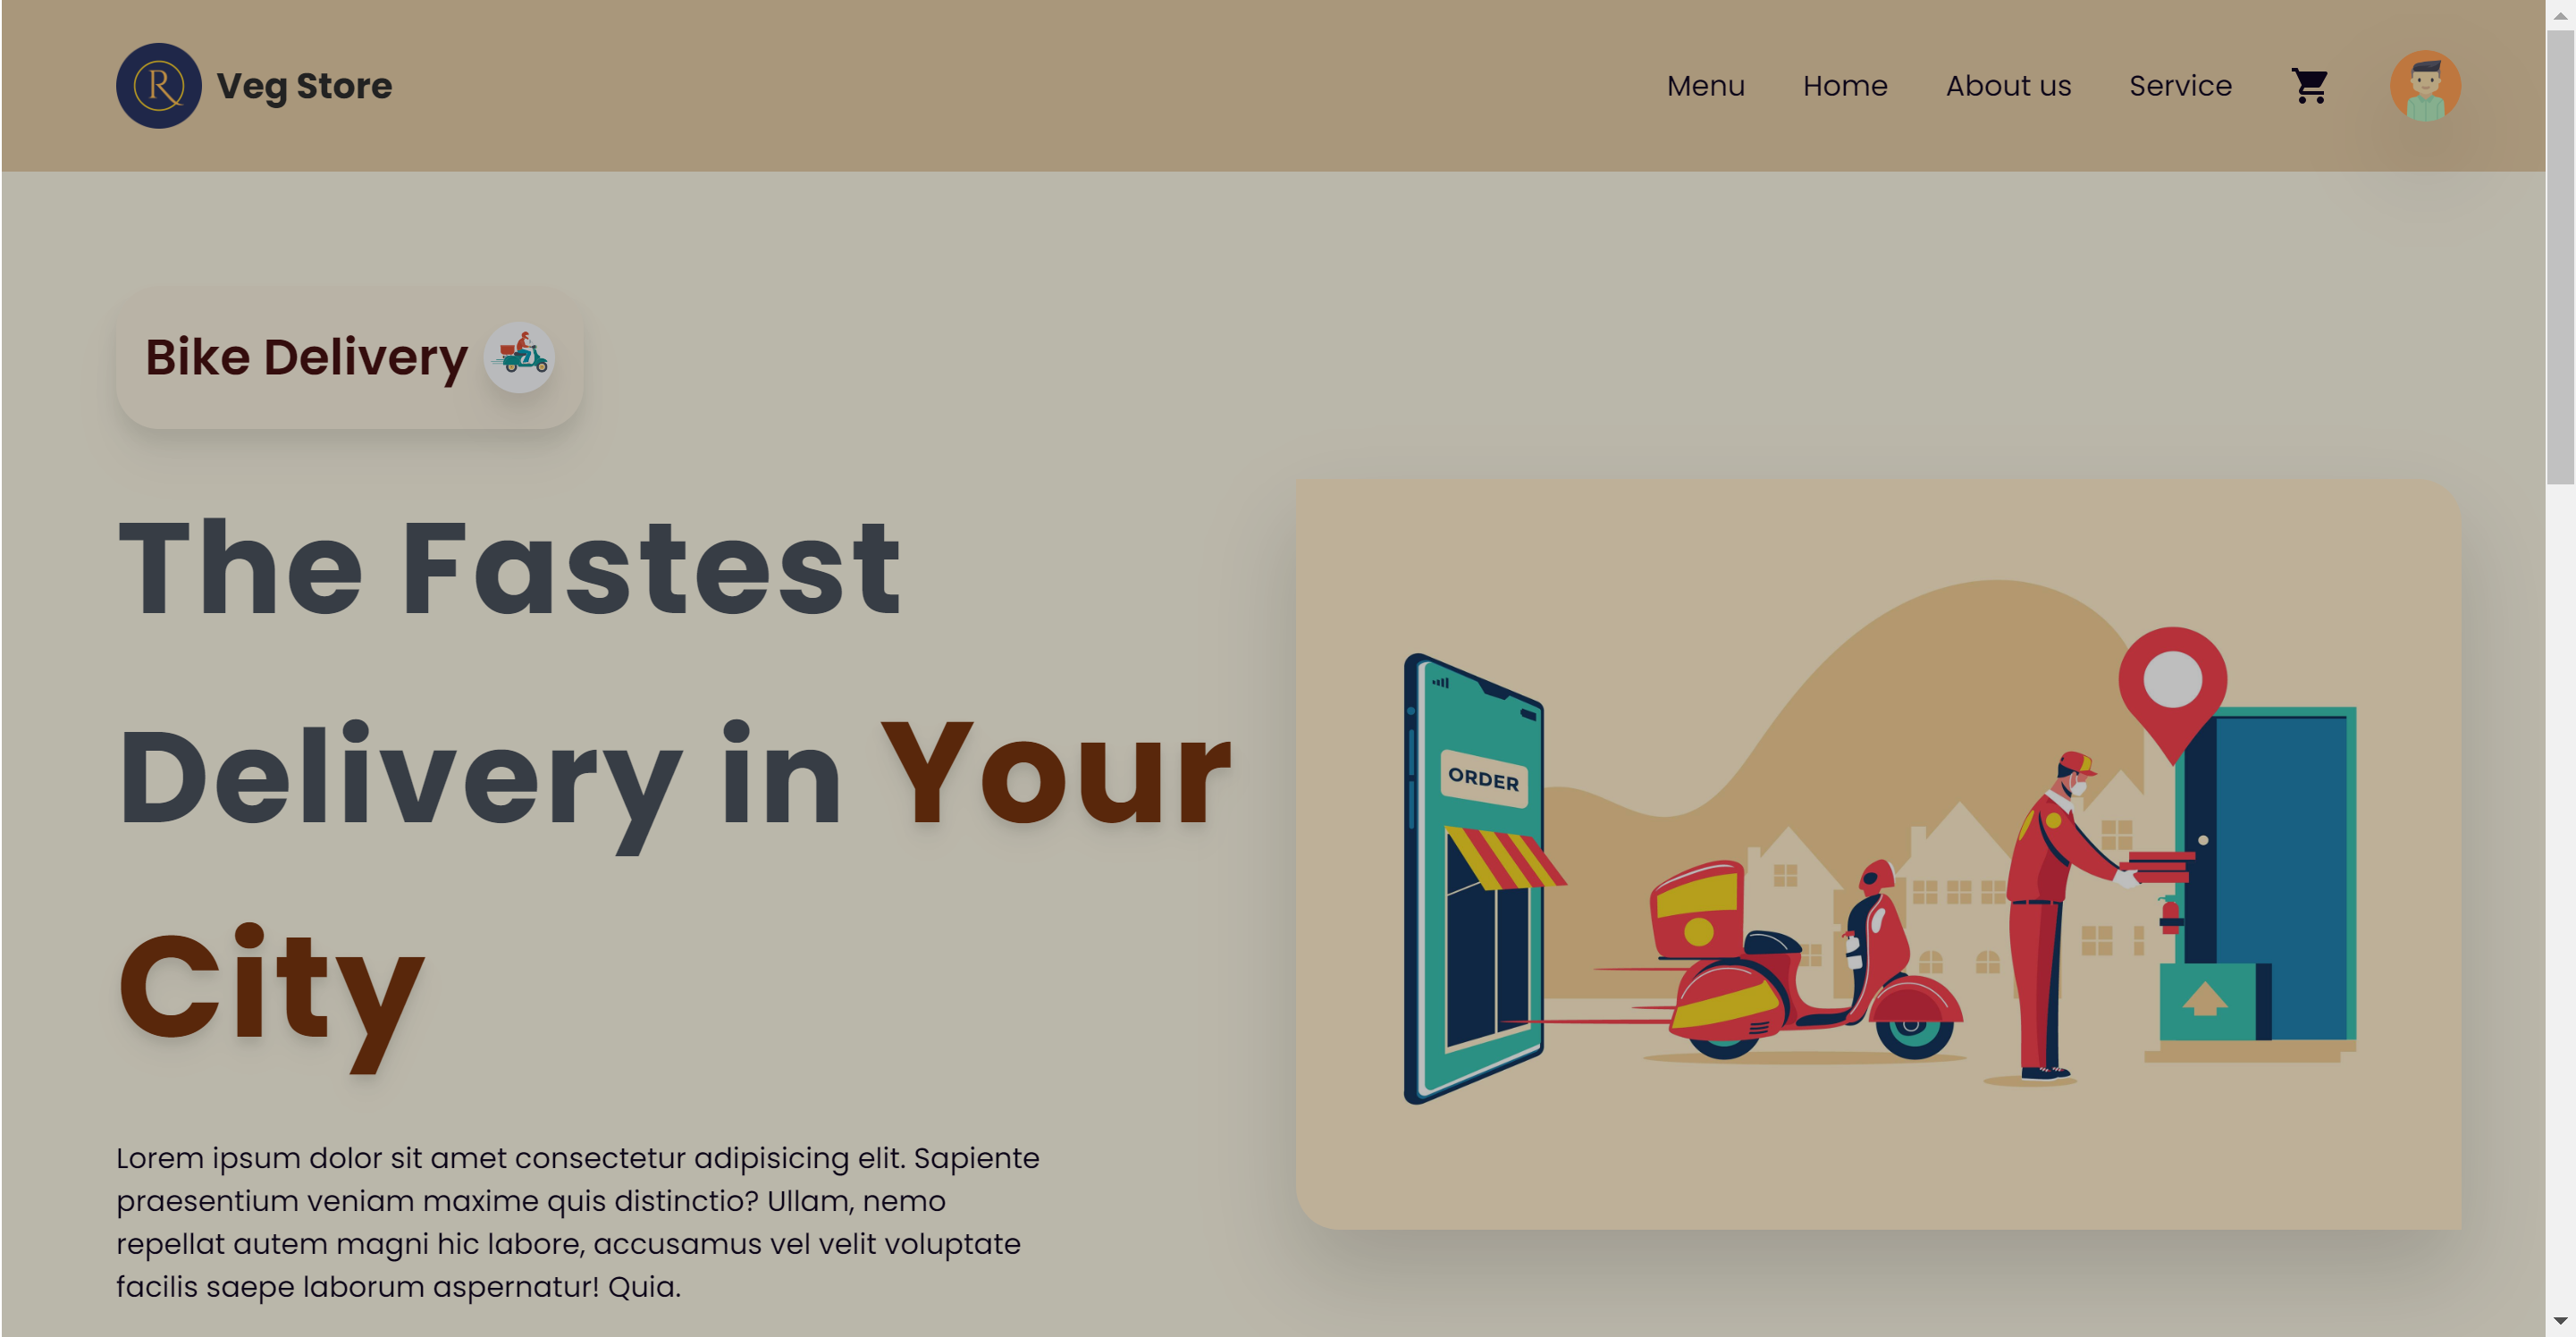 R
Veg Store
Menu
Home
About us
Service
Bike Delivery
The Fastest
Delivery in Your
City
Lorem ipsum dolor sit amet consectetur adipisicing elit. Sapiente
praesentium veniam maxime quis distinctio? Ullam, nemo
repellat autem magni hic labore, accusamus vel velit voluptate
facilis saepe laborum aspernatur! Quia.
ORDER